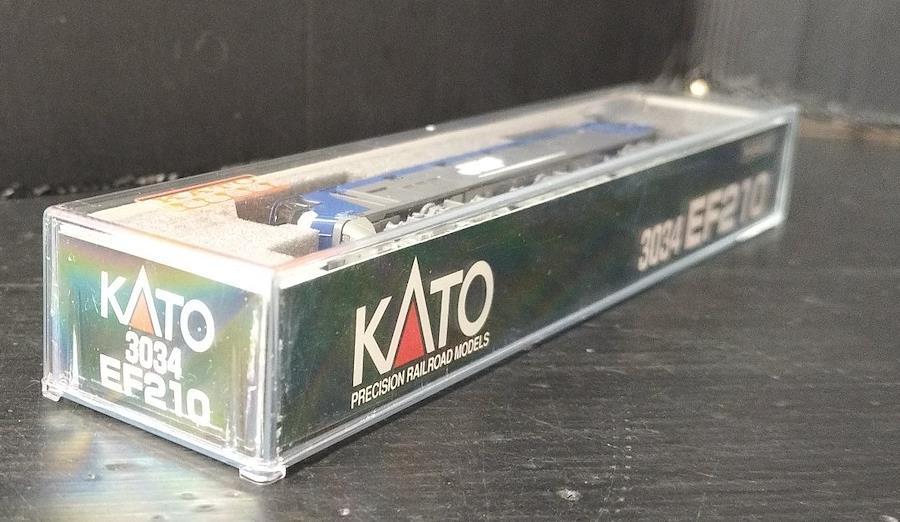 KATO
3034
EF210
KATO
PRECISION RAILROAD MODELS
3034 EF210